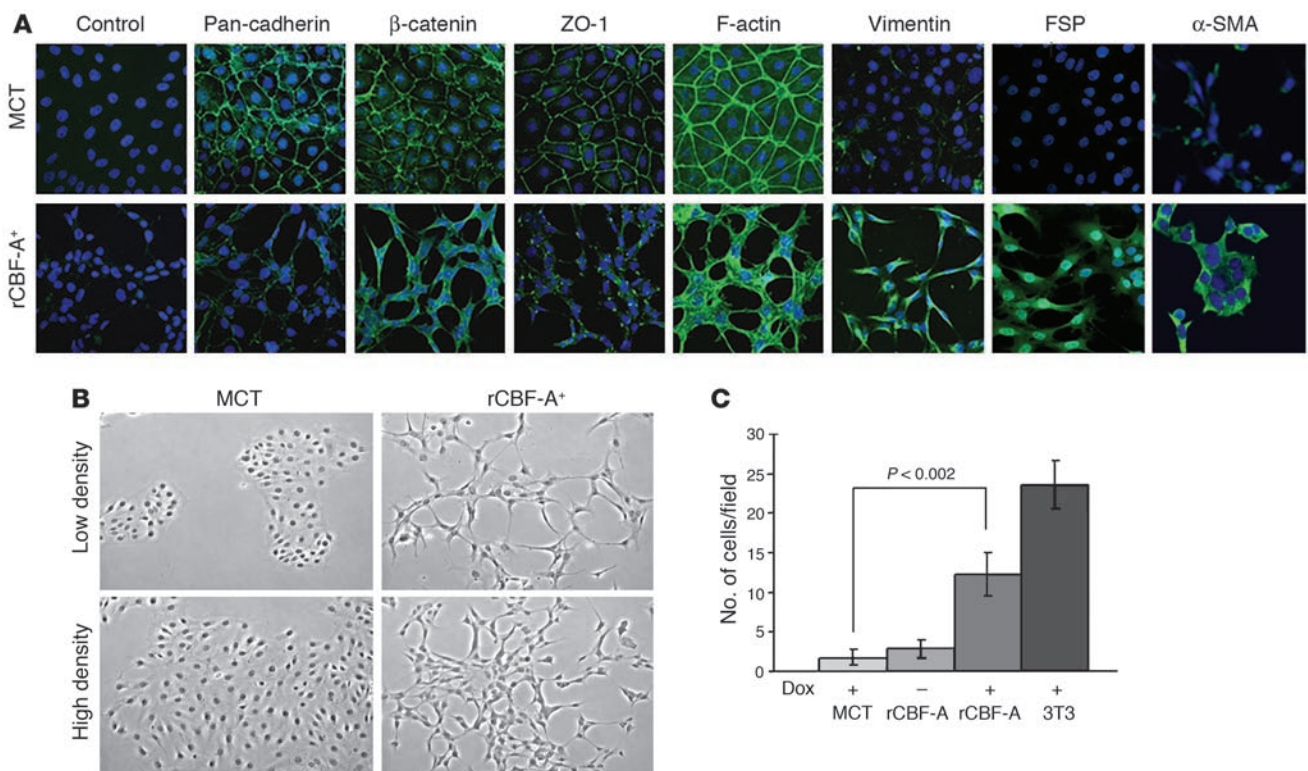 A
Control Pan-cadherin β-catenin ZO-1 F-actin Vimentin FSP α-SMA
MCT
rCBF-A+
B
MCT rCBF-A+
Low density
High density
C
No. of cells/field
30
25
20
15
10
5
0
P < 0.002
Dox + – + +
MCT rCBF-A rCBF-A 3T3